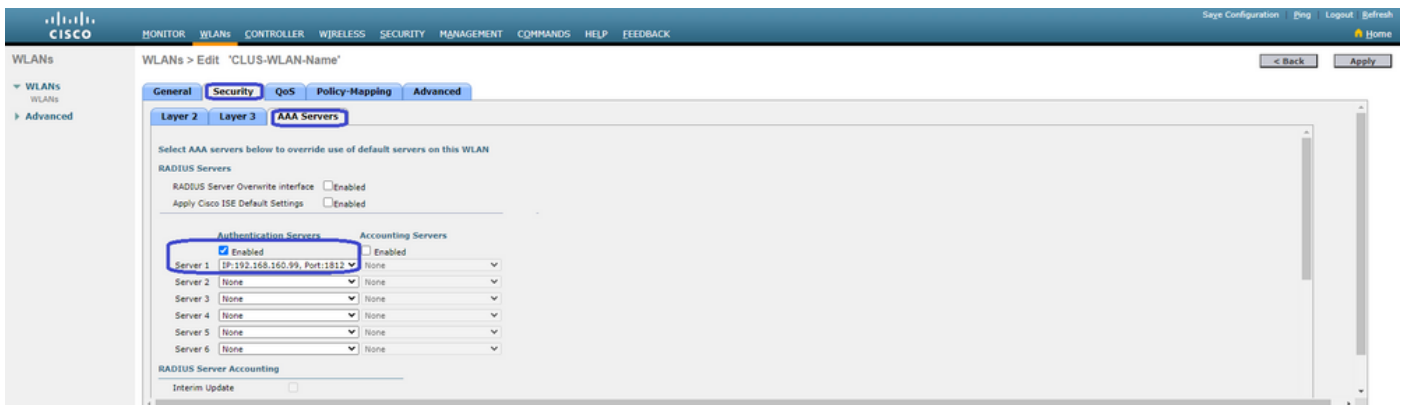 Save Configuration Ping Logout Refresh
CISCO MONITOR WLANs CONTROLLER WIRELESS SECURITY MANAGEMENT COMMANDS HELP FEEDBACK Home
WLANs WLANs > Edit 'CLUS-WLAN-Name' < Back Apply
WLANs General Security QoS Policy-Mapping Advanced
WLANs
Advanced Layer 2 Layer 3 AAA Servers
Select AAA servers below to override use of default servers on this WLAN
RADIUS Servers
RADIUS Server Overwrite interface Enabled
Apply Cisco ISE Default Settings Enabled
Authentication Servers Accounting Servers
Enabled Enabled
Server 1 IP:192.168.160.99, Port:1812 None
Server 2 None None
Server 3 None None
Server 4 None None
Server 5 None None
Server 6 None None
RADIUS Server Accounting
Interim Update